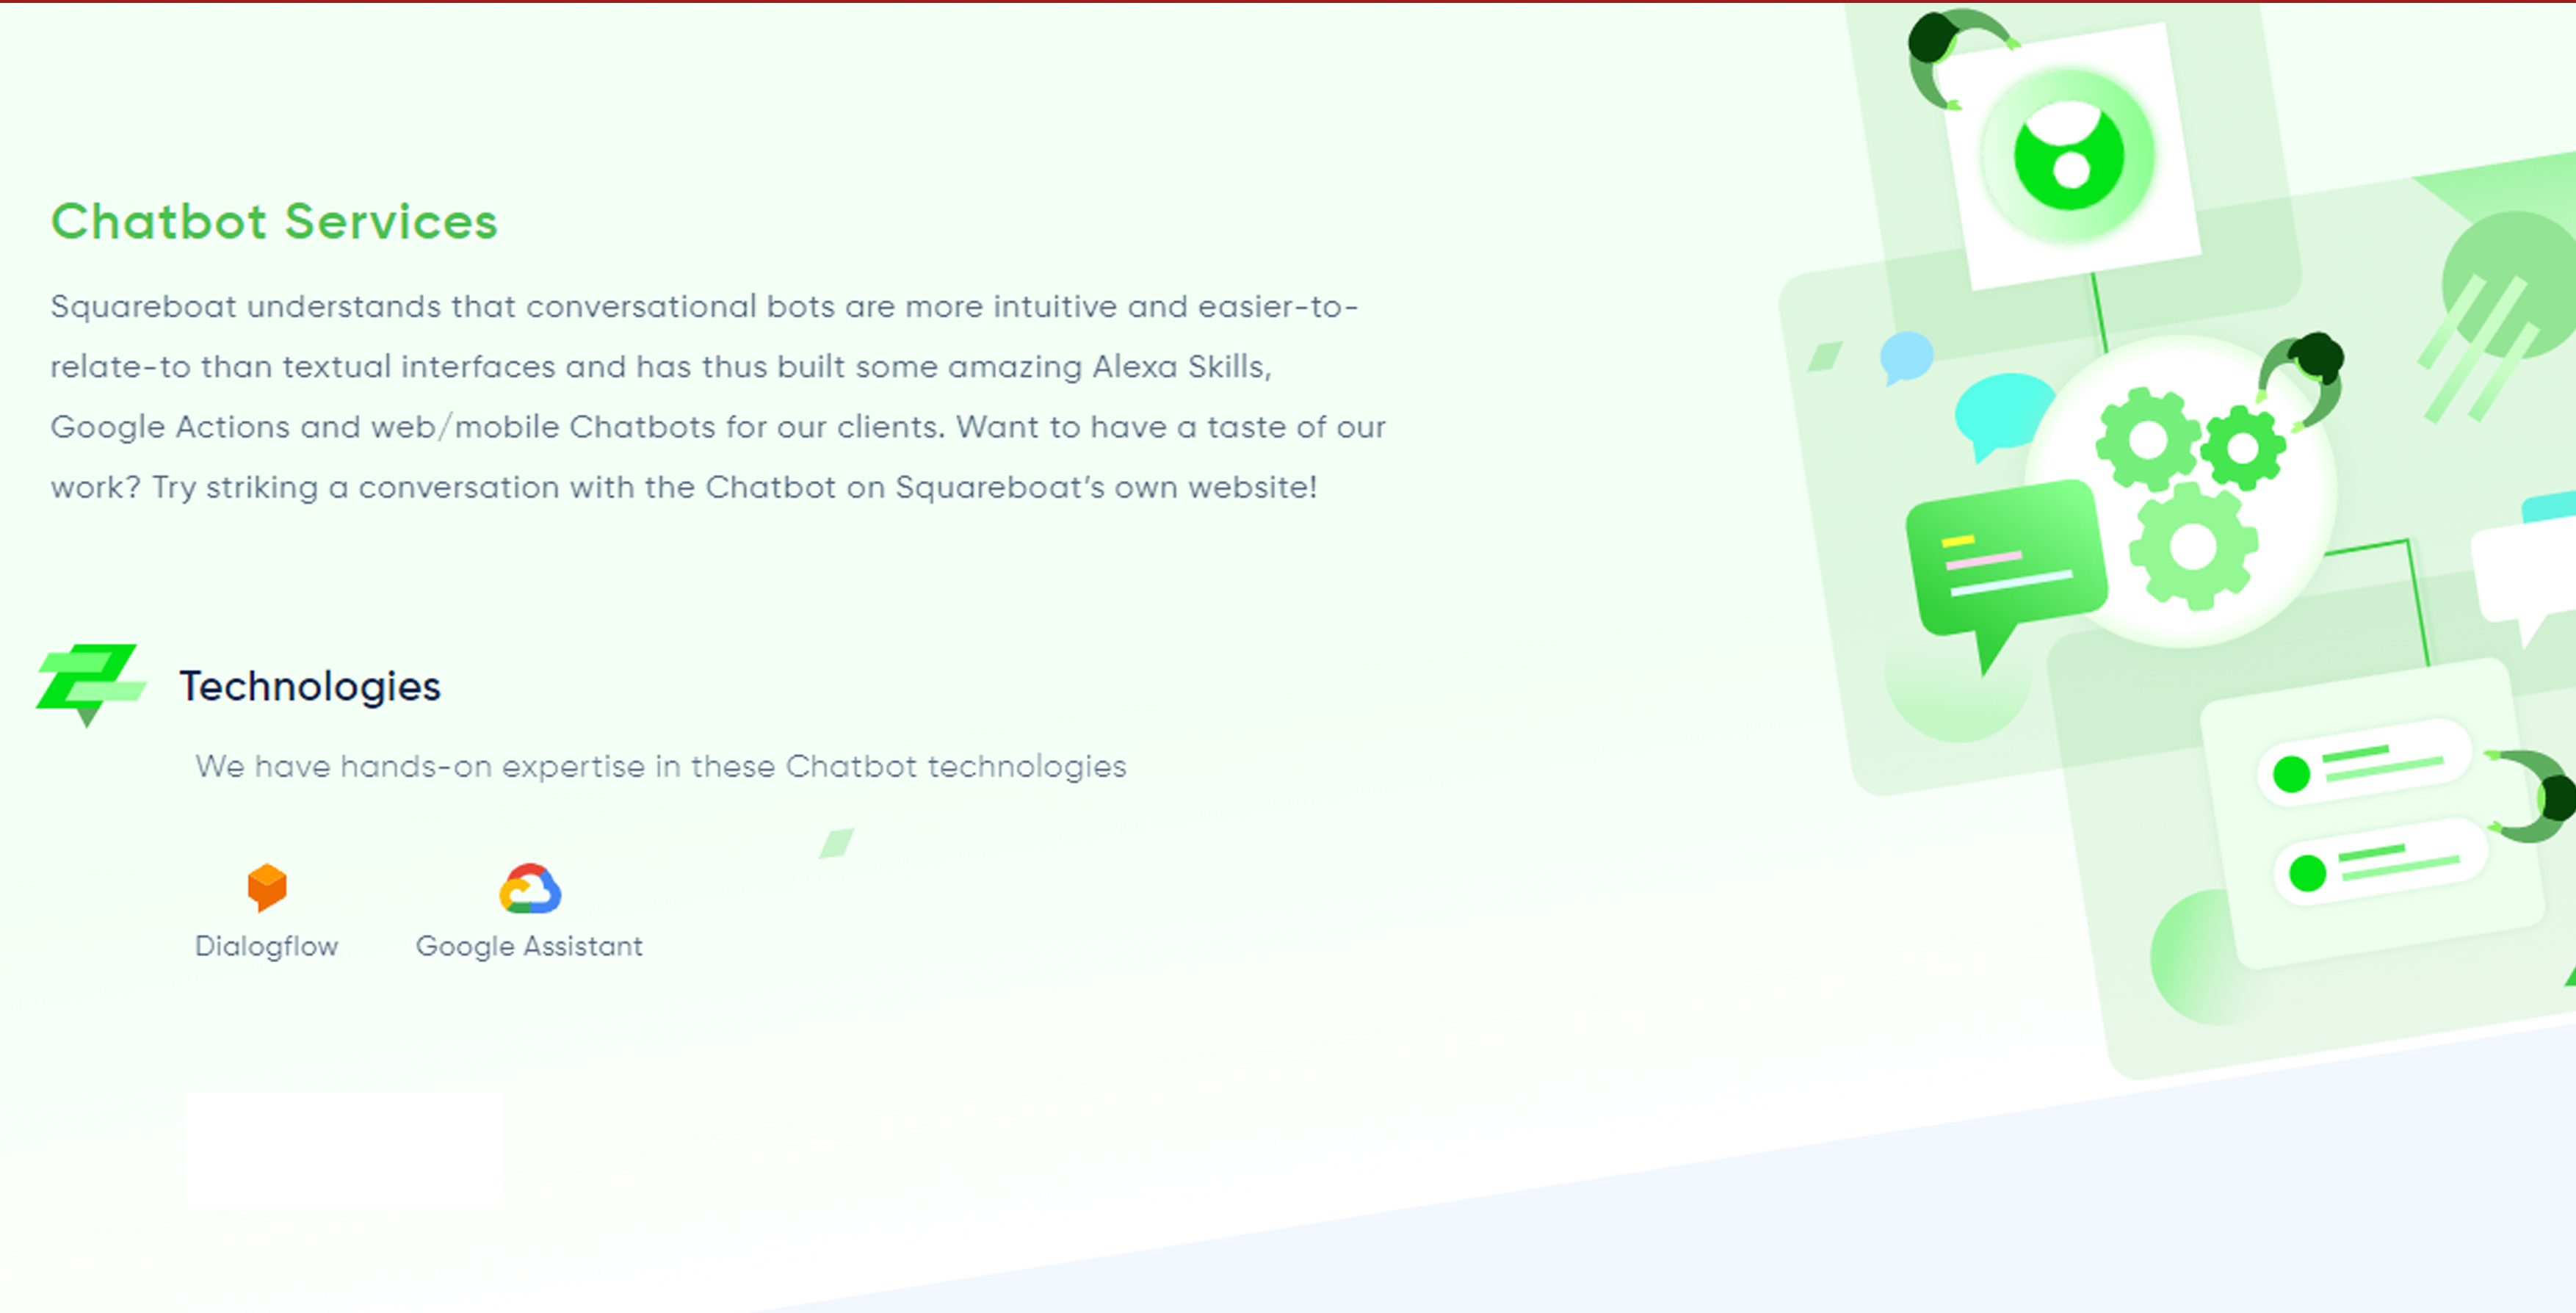 Chatbot Services
Squareboat understands that conversational bots are more intuitive and easier-to-
relate-to than textual interfaces and has thus built some amazing Alexa Skills,
Google Actions and web/mobile Chatbots for our clients. Want to have a taste of our
work? Try striking a conversation with the Chatbot on Squareboat’s own website!
Technologies
We have hands-on expertise in these Chatbot technologies
Dialogflow
Google Assistant